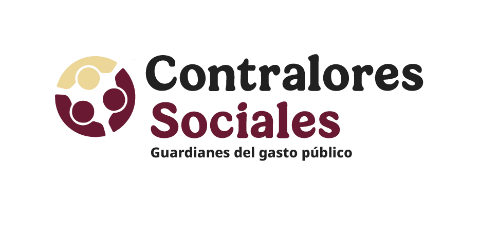 Contralores
Sociales
Guardianes del gasto público